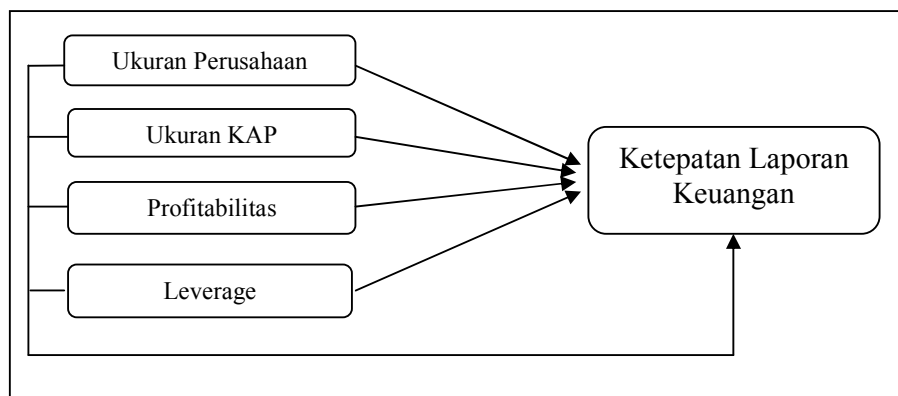 Ukuran Perusahaan
Ukuran KAP
Profitabilitas
Leverage
Ketepatan Laporan
Keuangan